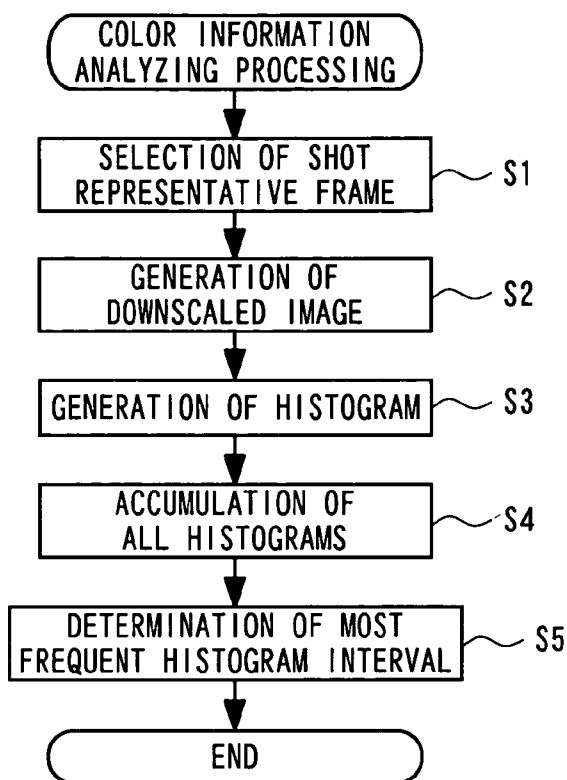 COLOR INFORMATION
ANALYZING PROCESSING
SELECTION OF SHOT
REPRESENTATIVE FRAME
S1
GENERATION OF
DOWNSCALED IMAGE
S2
GENERATION OF HISTOGRAM
S3
ACCUMULATION OF
ALL HISTOGRAMS
S4
DETERMINATION OF MOST
FREQUENT HISTOGRAM INTERVAL
S5
END